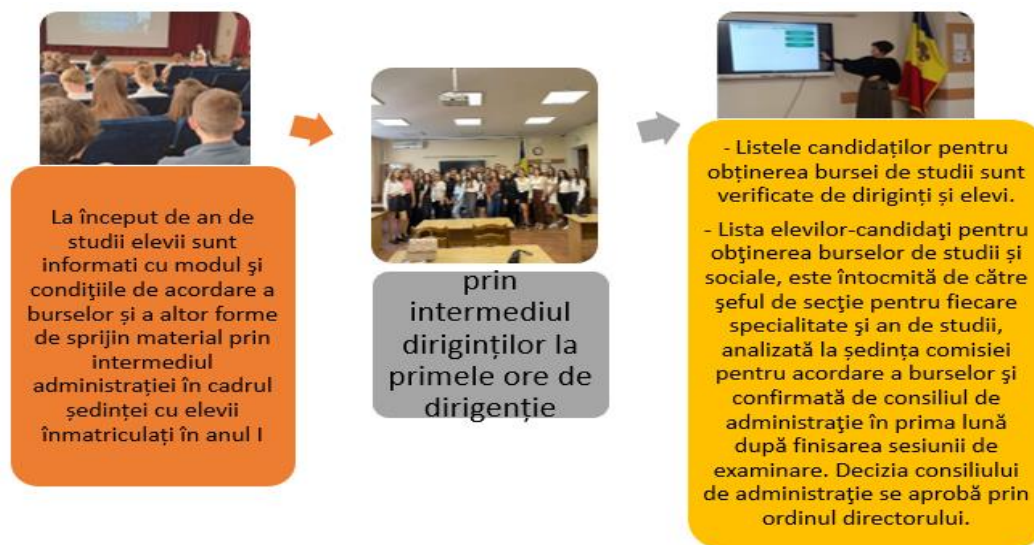 La început de an de
studii elevii sunt
informati cu modul şi
condiţiile de acordare a
burselor și a altor forme
de sprijin material prin
intermediul
administrației în cadrul
ședinței cu elevii
înmatriculați în anul I
prin
intermediul
diriginților la
primele ore de
dirigenție
- Listele candidaților pentru
obținerea bursei de studii sunt
verificate de diriginți și elevi.
- Lista elevilor-candidaţi pentru
obţinerea burselor de studii și
sociale, este întocmită de către
şeful de secţie pentru fiecare
specialitate şi an de studii,
analizată la ședința comisiei
pentru acordare a burselor şi
confirmată de consiliul de
administraţie în prima lună
după finisarea sesiunii de
examinare. Decizia consiliului
de administraţie se aprobă prin
ordinul directorului.